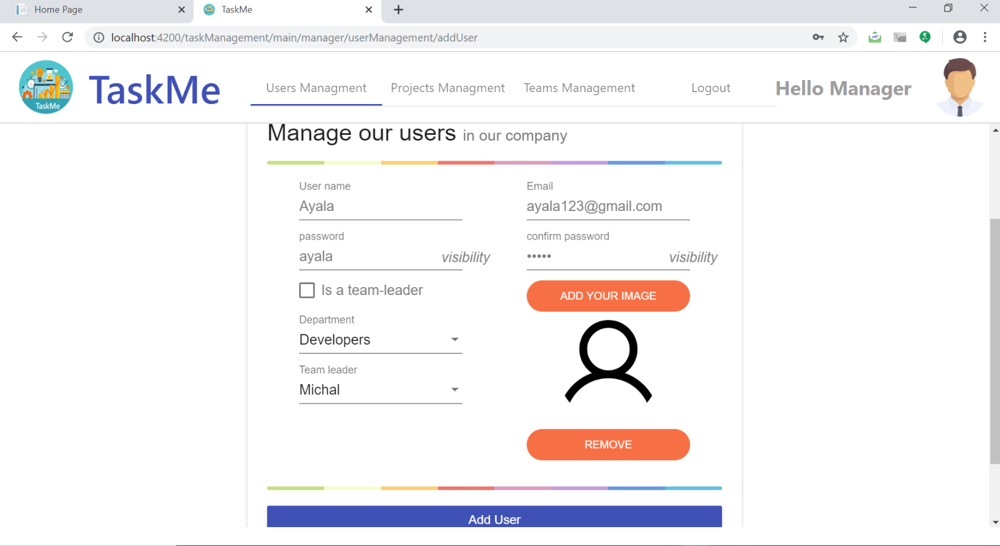 Home Page
TaskMe
localhost:4200/taskManagement/main/manager/userManagement/addUser
TaskMe
TaskMe
Users Managment
Projects Managment
Teams Management
Logout
Hello Manager
Manage our users in our company
User name
Email
Ayala
ayala123@gmail.com
password
confirm password
ayala
visibility
•••••
visibility
Is a team-leader
ADD YOUR IMAGE
Department
Developers
Team leader
Michal
REMOVE
Add User